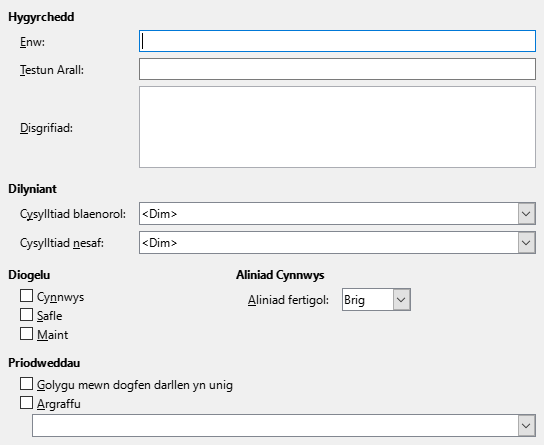 Hygyrchedd
Enw:
Testun Arall:
Disgrifiad:
Dilyniant
Cysylltiad blaenorol: <Dim>
Cysylltiad nesaf: <Dim>
Diogelu Aliniad Cynnwys
Cynnwys Aliniad fertigol: Brig
Safle
Maint
Priodweddau
Golygu mewn dogfen darllen yn unig
Argraffu